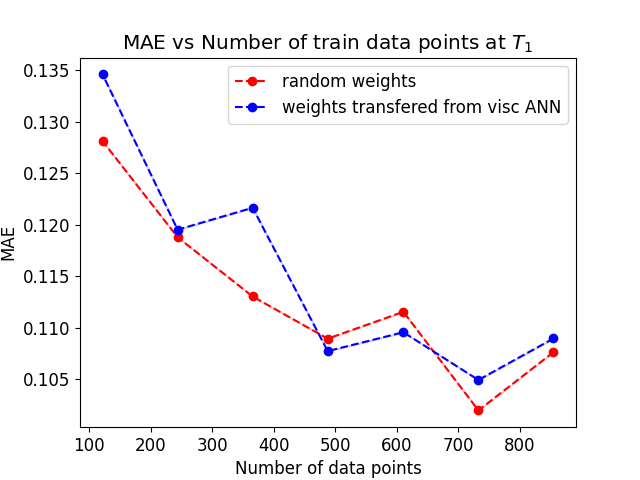 MAE vs Number of train data points at T₁
random weights
weights transfered from visc ANN
0.135
0.130
0.125
0.120
0.115
0.110
0.105
MAE
100 200 300 400 500 600 700 800
Number of data points